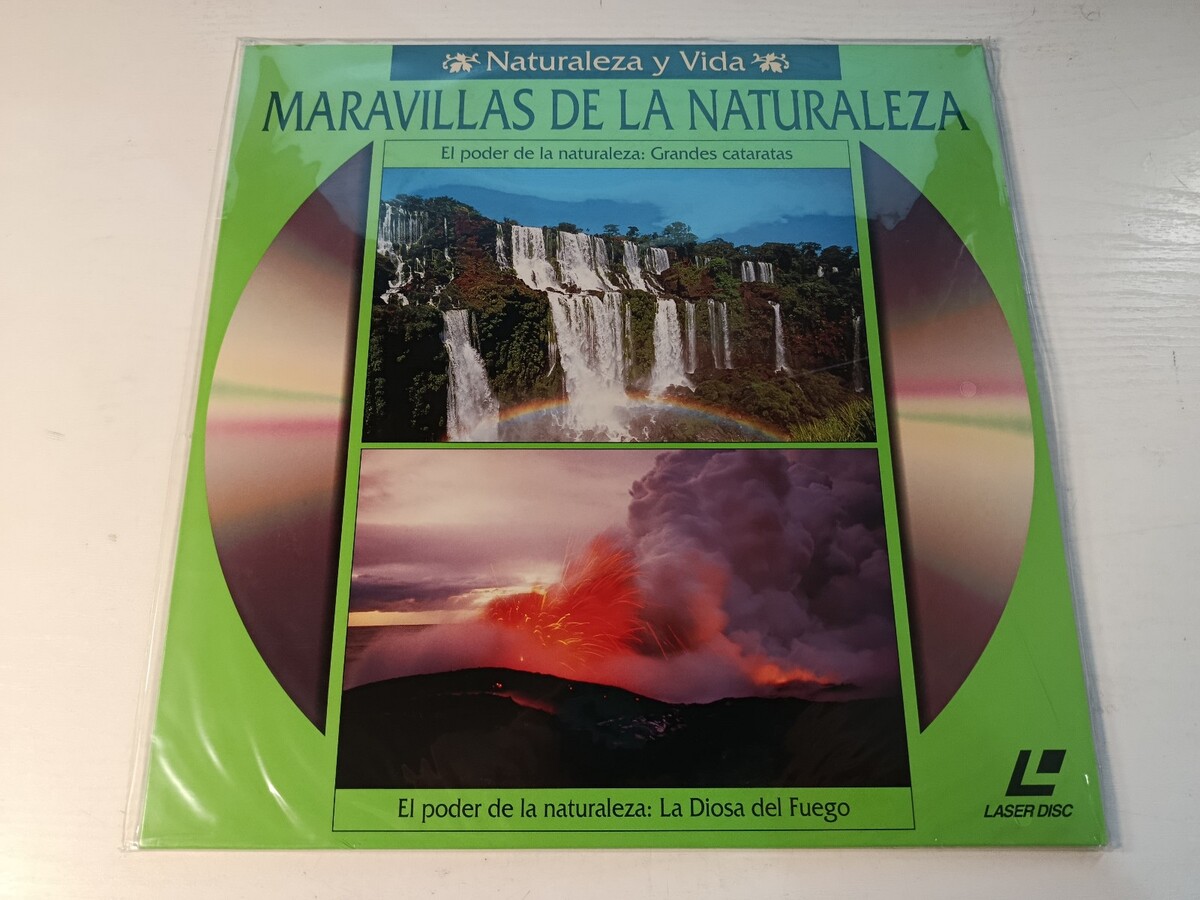 Naturaleza y Vida
MARAVILLAS DE LA NATURALEZA
El poder de la naturaleza: Grandes cataratas
El poder de la naturaleza: La Diosa del Fuego
LASER DISC